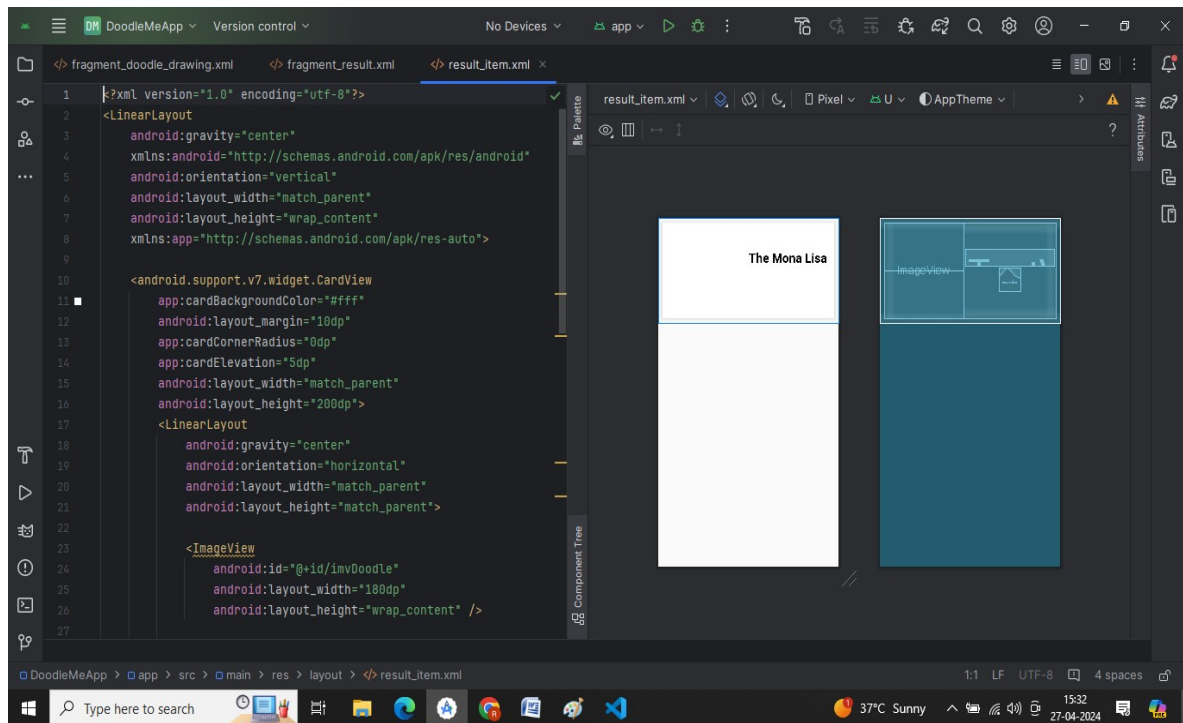 DM DoodleMeApp Version control No Devices app
</> fragment_doodle_drawing.xml </> fragment_result.xml </> result_item.xml
1 <?xml version="1.0" encoding="utf-8"?>
2 <LinearLayout
3 android:gravity="center"
4 xmlns:android="http://schemas.android.com/apk/res/android"
5 android:orientation="vertical"
6 android:layout_width="match_parent"
7 android:layout_height="wrap_content"
8 xmlns:app="http://schemas.android.com/apk/res-auto">
9
10 <android.support.v7.widget.CardView
11 app:cardBackgroundColor="#fff"
12 android:layout_margin="10dp"
13 app:cardCornerRadius="0dp"
14 app:cardElevation="5dp"
15 android:layout_width="match_parent"
16 android:layout_height="200dp">
17 <LinearLayout
18 android:gravity="center"
19 android:orientation="horizontal"
20 android:layout_width="match_parent"
21 android:layout_height="match_parent">
22
23 <ImageView
24 android:id="@+id/imvDoodle"
25 android:layout_width="180dp"
26 android:layout_height="wrap_content" />
27
Palette
Component Tree
result_item.xml Pixel U AppTheme
?
Attributes
The Mona Lisa
ImageView
DoodleMeApp > app > src > main > res > layout > </> result_item.xml
1:1 LF UTF-8 4 spaces
Type here to search
37°C Sunny
15:32
27-04-2024